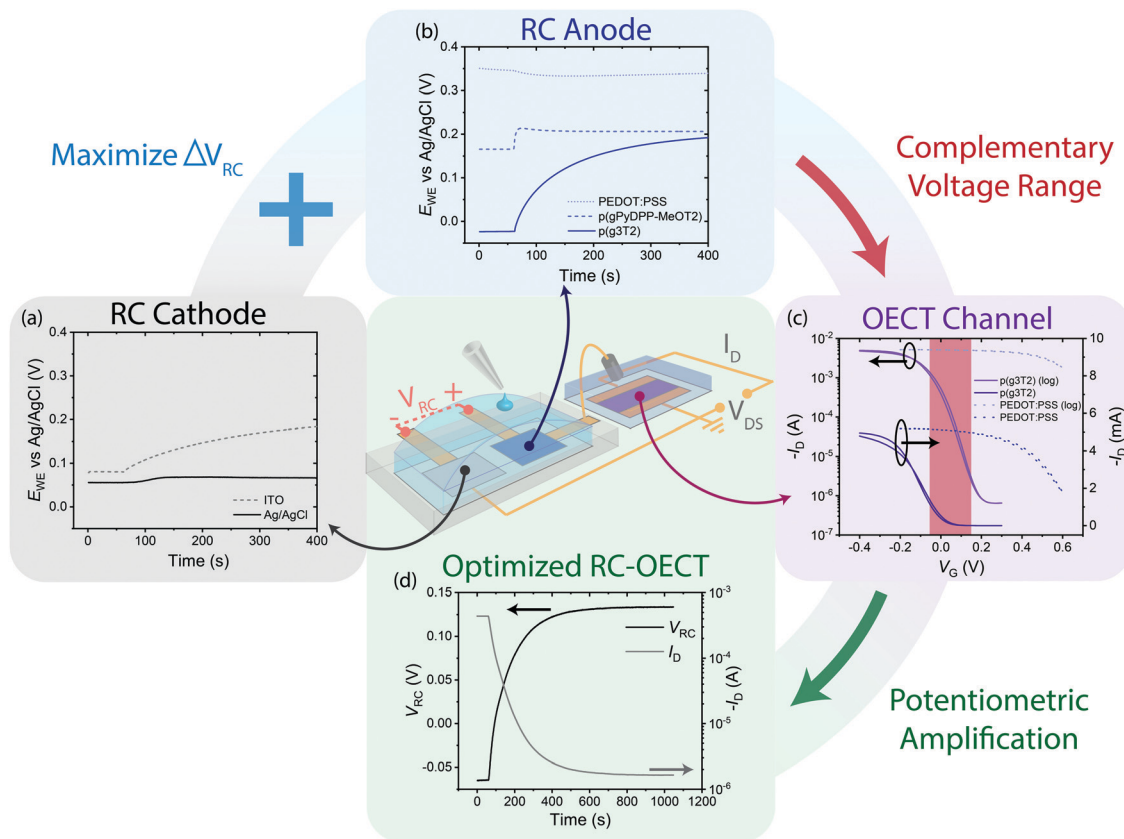 RC Anode
(b)
0.4
0.3
0.2
0.1
0.0
E_WE vs Ag/AgCl (V)
PEDOT:PSS
p(gPyDPP-MeOT2)
p(g3T2)
0 100 200 300 400
Time (s)
Maximize ΔV_RC
+
Complementary
Voltage Range
(a)
RC Cathode
0.4
0.3
0.2
0.1
0.0
E_WE vs Ag/AgCl (V)
ITO
Ag/AgCl
0 100 200 300 400
Time (s)
V_RC
+
-
I_D
V_DS
OECT Channel
(c)
10⁻²
10⁻³
10⁻⁴
10⁻⁵
10⁻⁶
10⁻⁷
-I_D (A)
p(g3T2) (log)
p(g3T2)
PEDOT:PSS (log)
PEDOT:PSS
10
8
6
4
2
0
-I_D (mA)
-0.4 -0.2 0.0 0.2 0.4 0.6
V_G (V)
Optimized RC-OECT
(d)
0.15
0.10
0.05
0.00
-0.05
V_RC (V)
V_RC
I_D
10⁻³
10⁻⁴
10⁻⁵
10⁻⁶
-I_D (A)
0 200 400 600 800 1000 1200
Time (s)
Potentiometric
Amplification